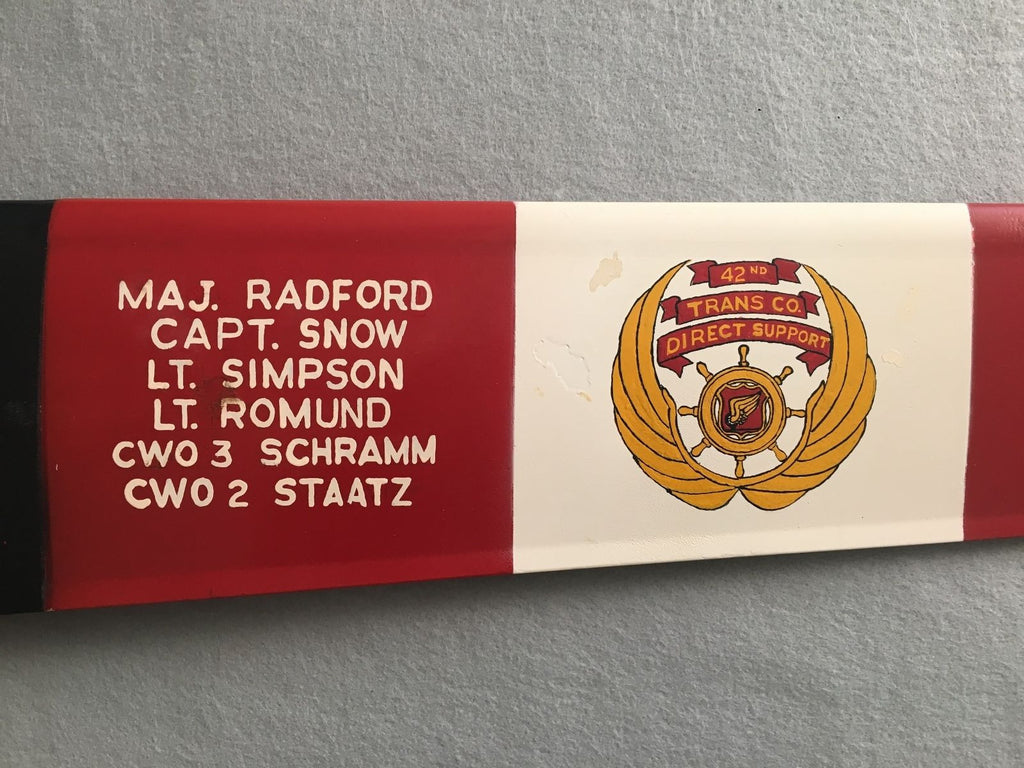 MAJ. RADFORD
CAPT. SNOW
LT. SIMPSON
LT. ROMUND
CWO 3 SCHRAMM
CWO 2 STAATZ
42ND
TRANS CO.
DIRECT SUPPORT